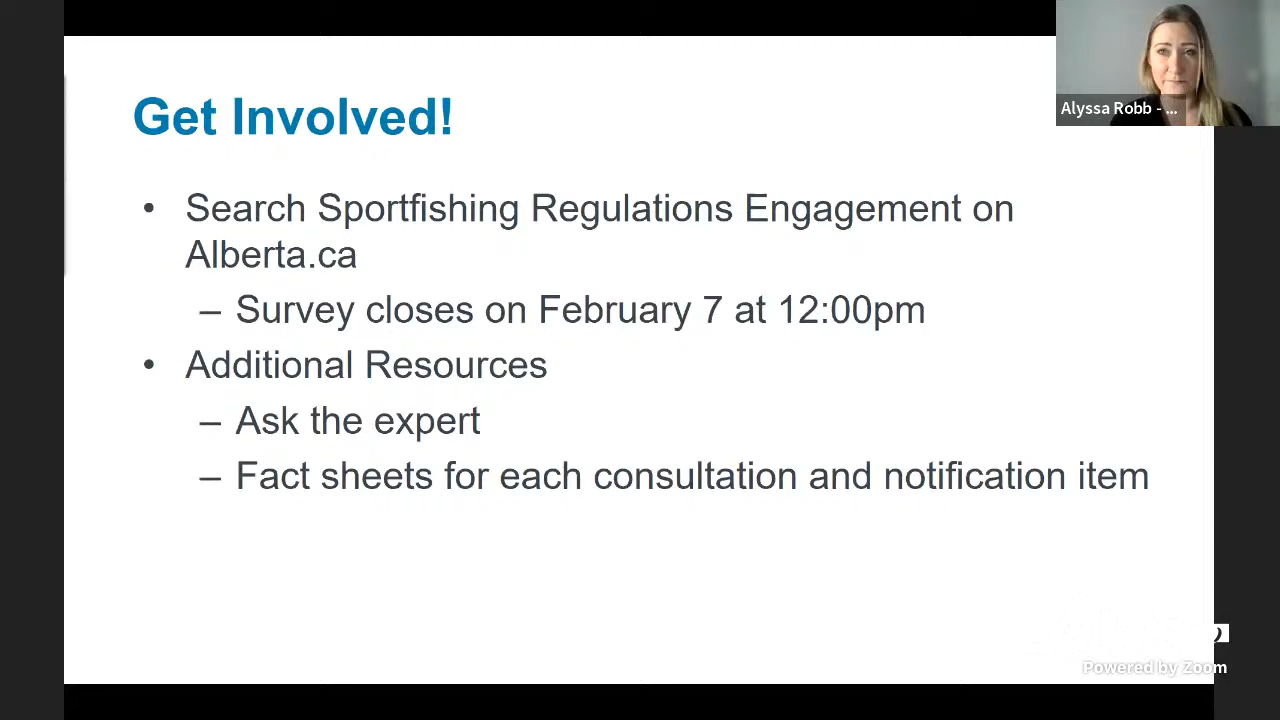 Alyssa Robb - ...
Get Involved!
• Search Sportfishing Regulations Engagement on
Alberta.ca
– Survey closes on February 7 at 12:00pm
• Additional Resources
– Ask the expert
– Fact sheets for each consultation and notification item
Powered by Zoom